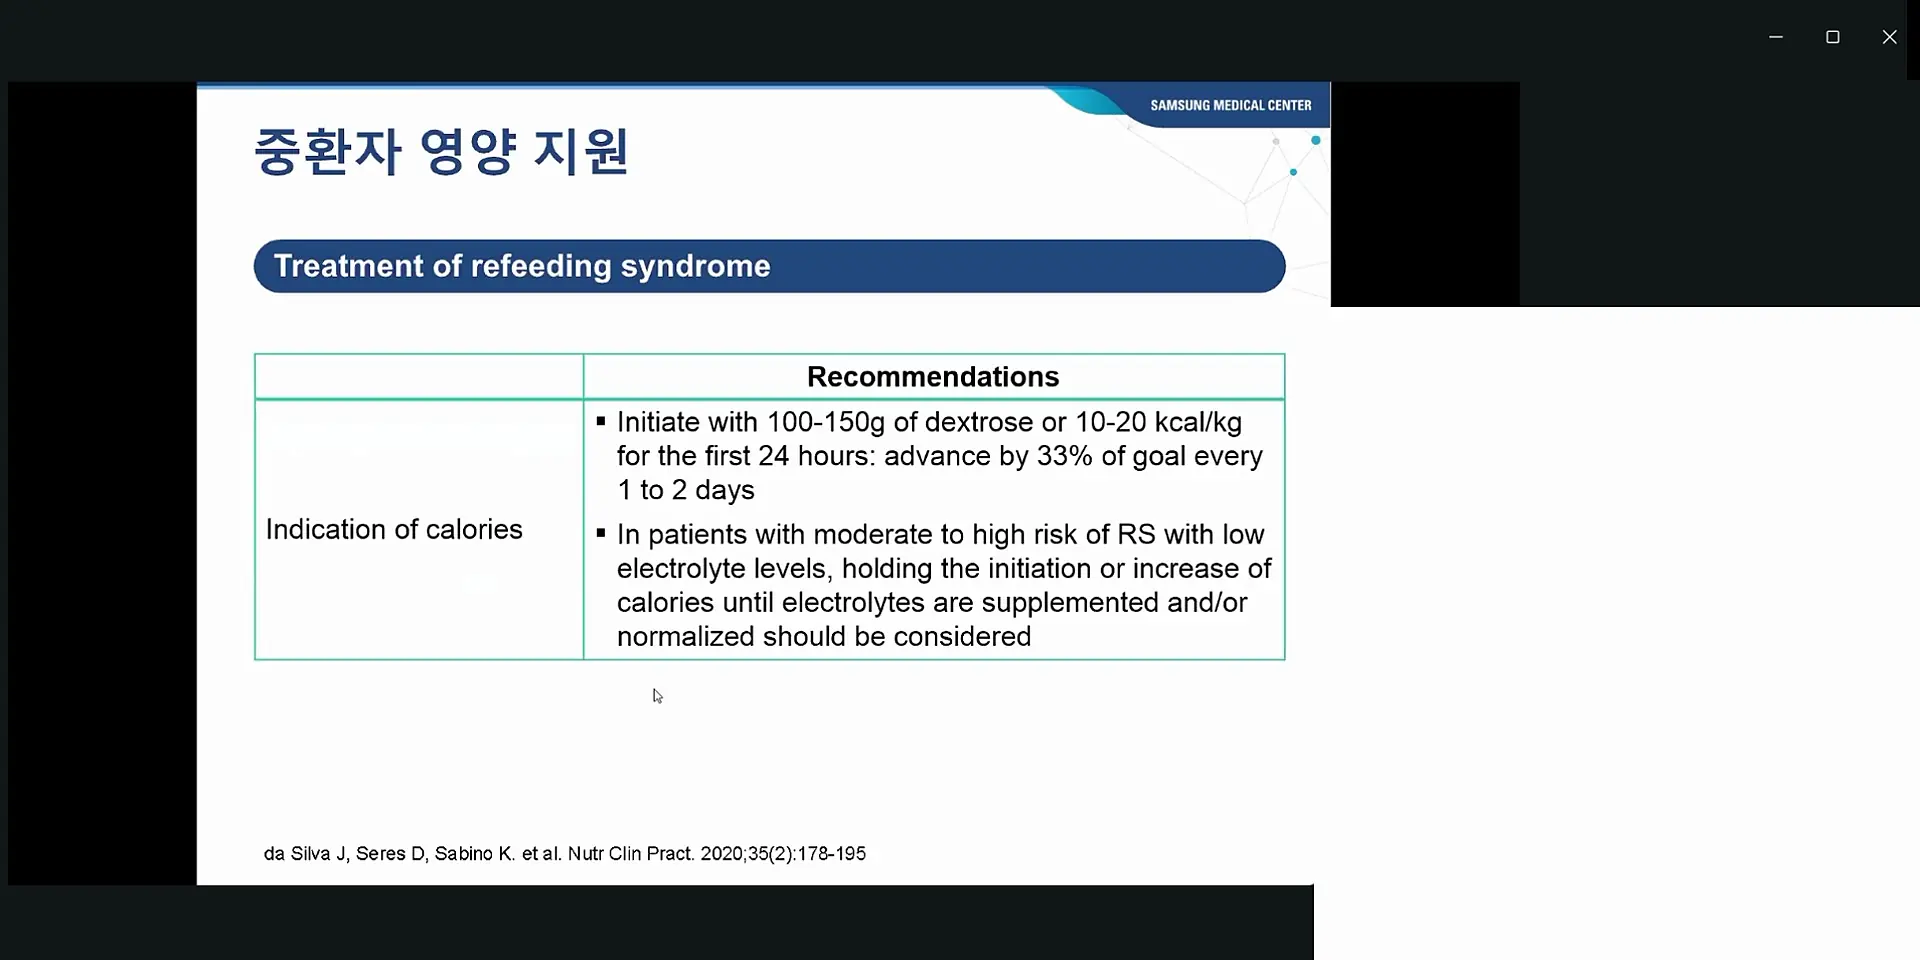 SAMSUNG MEDICAL CENTER
중환자 영양 지원
Treatment of refeeding syndrome
Recommendations
Indication of calories
▪ Initiate with 100-150g of dextrose or 10-20 kcal/kg
for the first 24 hours: advance by 33% of goal every
1 to 2 days
▪ In patients with moderate to high risk of RS with low
electrolyte levels, holding the initiation or increase of
calories until electrolytes are supplemented and/or
normalized should be considered
da Silva J, Seres D, Sabino K. et al. Nutr Clin Pract. 2020;35(2):178-195